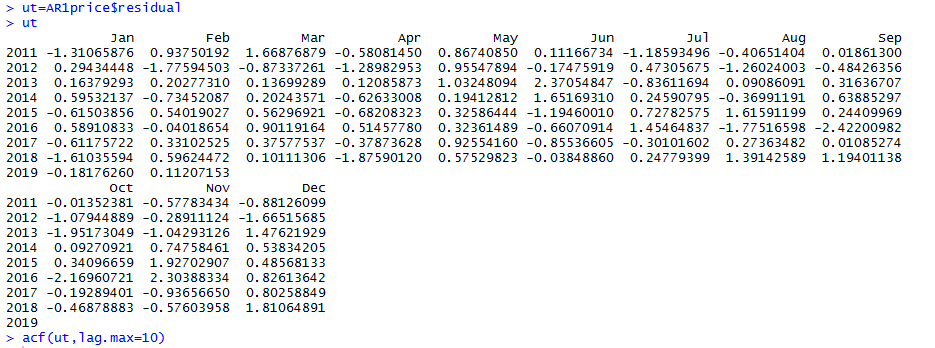 > ut=AR1price$residual
> ut
Jan Feb Mar Apr May Jun Jul Aug Sep
2011 -1.31065876 0.93750192 1.66876879 -0.58081450 0.86740850 0.11166734 -1.18593496 -0.40651404 0.01861300
2012 0.29434448 -1.77594503 -0.87337261 -1.28982953 0.95547894 -0.17475919 0.47305675 -1.26024003 -0.48426356
2013 0.16379293 0.20277310 0.13699289 0.12085873 1.03248094 2.37054847 -0.83611694 0.09086091 0.31636707
2014 0.59532137 -0.73452087 0.20243571 -0.62633008 0.19412812 1.65169310 0.24590795 -0.36991191 0.63885297
2015 -0.61503856 0.54019027 0.56296921 -0.68208323 0.32586444 -1.19460010 0.72782575 1.61591199 0.24409969
2016 0.58910833 -0.04018654 0.90119164 0.51457780 0.32361489 -0.66070914 1.45464837 -1.77516598 -2.42200982
2017 -0.61175722 0.33102525 0.37577537 -0.37873628 0.92554160 -0.85536605 -0.30101602 0.27363482 0.01085274
2018 -1.61035594 0.59624472 0.10111306 -1.87590120 0.57529823 -0.03848860 0.24779399 1.39142589 1.19401138
2019 -0.18176260 0.11207153
Oct Nov Dec
2011 -0.01352381 -0.57783434 -0.88126099
2012 -1.07944889 -0.28911124 -1.66515685
2013 -1.95173049 -1.04293126 1.47621929
2014 0.09270921 0.74758461 0.53834205
2015 0.34096659 1.92702907 0.48568133
2016 -2.16960721 2.30388334 0.82613642
2017 -0.19289401 -0.93656650 0.80258849
2018 -0.46878883 -0.57603958 1.81064891
2019
> acf(ut,lag.max=10)